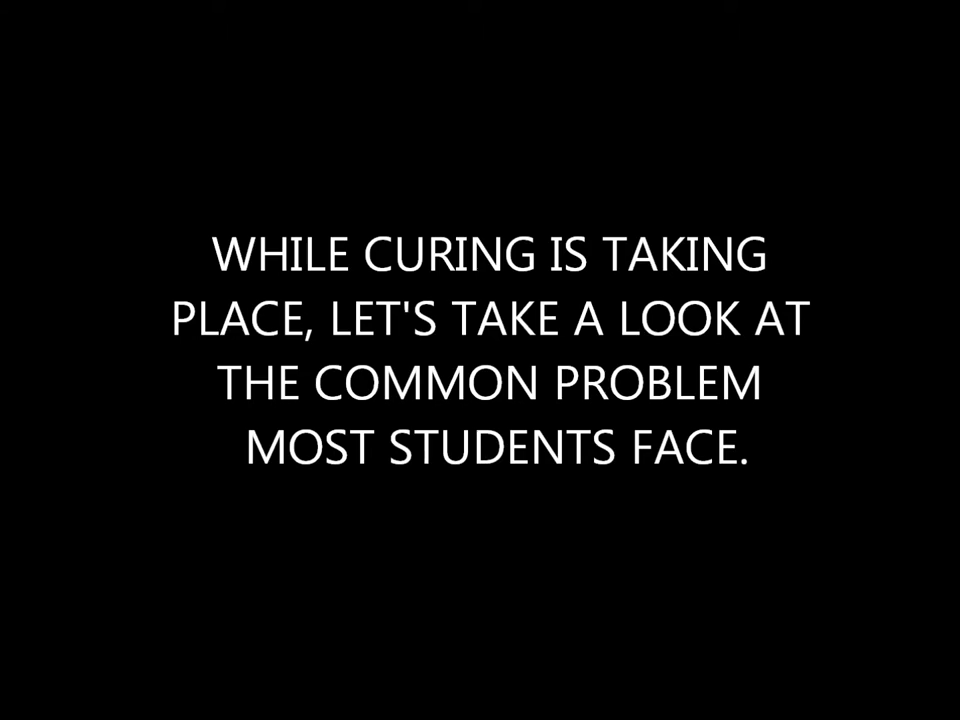 WHILE CURING IS TAKING
PLACE, LET'S TAKE A LOOK AT
THE COMMON PROBLEM
MOST STUDENTS FACE.